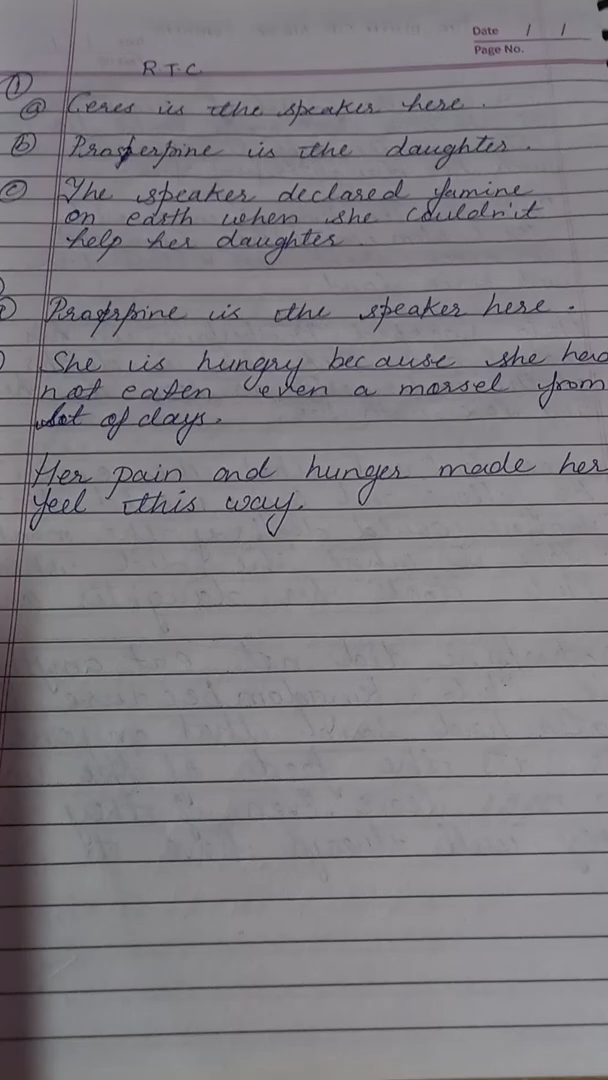 Date / /
Page No.
R.T.C.
①
ⓐ Ceres is the speaker here.
ⓑ Proserpine is the daughter.
ⓒ The speaker declared famine
on earth when she couldn't
help her daughter.
Proserpine is the speaker here.
She is hungry because she had
not eaten even a morsel from
lot of days.
Her pain and hunger made her
feel this way.